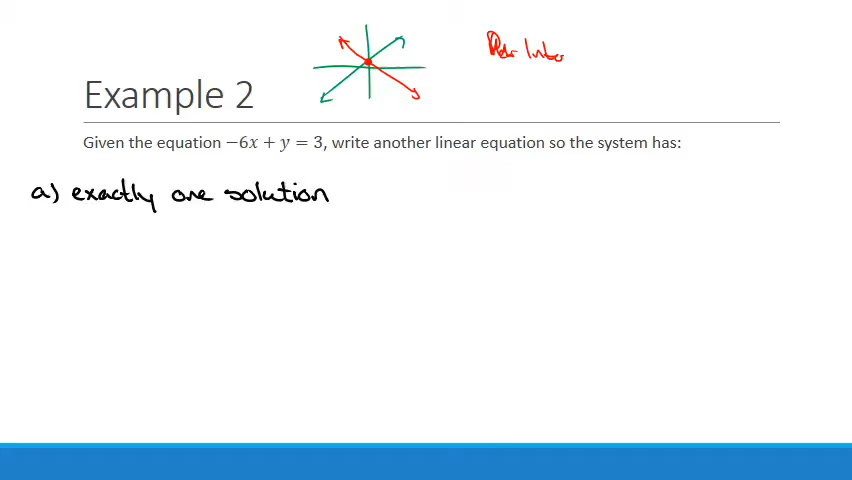 Example 2
Given the equation −6x + y = 3, write another linear equation so the system has:
a) exactly one solution